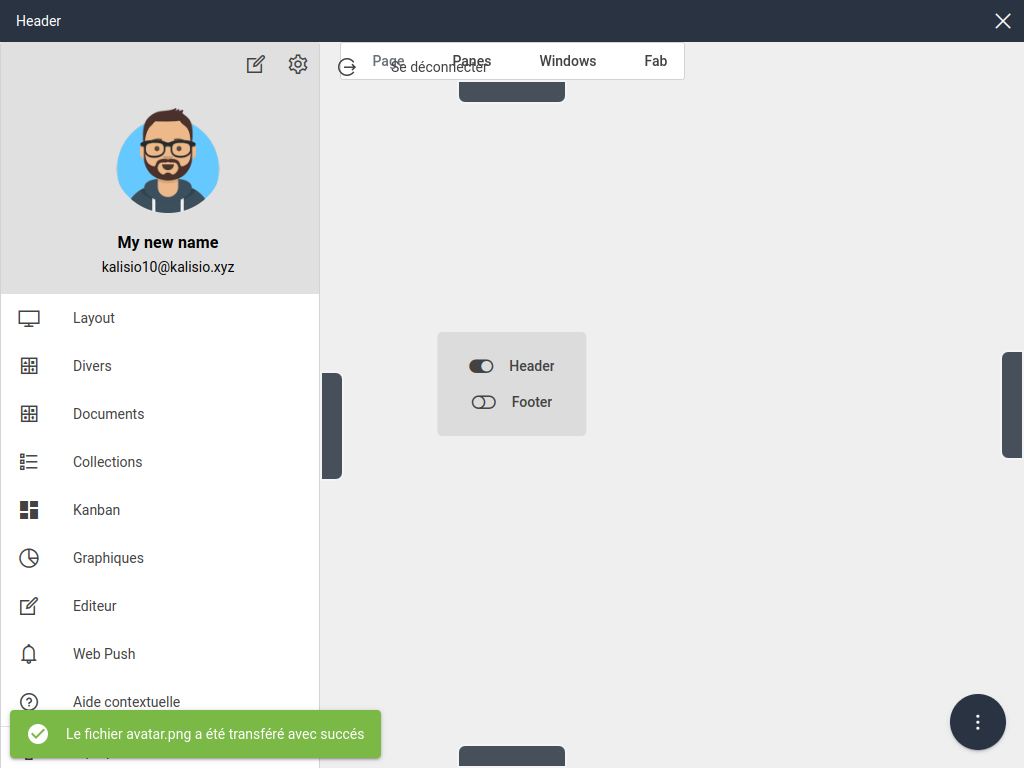 Header
Page
Panes
Windows
Fab
Se déconnecter
My new name
kalisio10@kalisio.xyz
Layout
Divers
Documents
Collections
Kanban
Graphiques
Editeur
Web Push
Aide contextuelle
Header
Footer
Le fichier avatar.png a été transféré avec succés